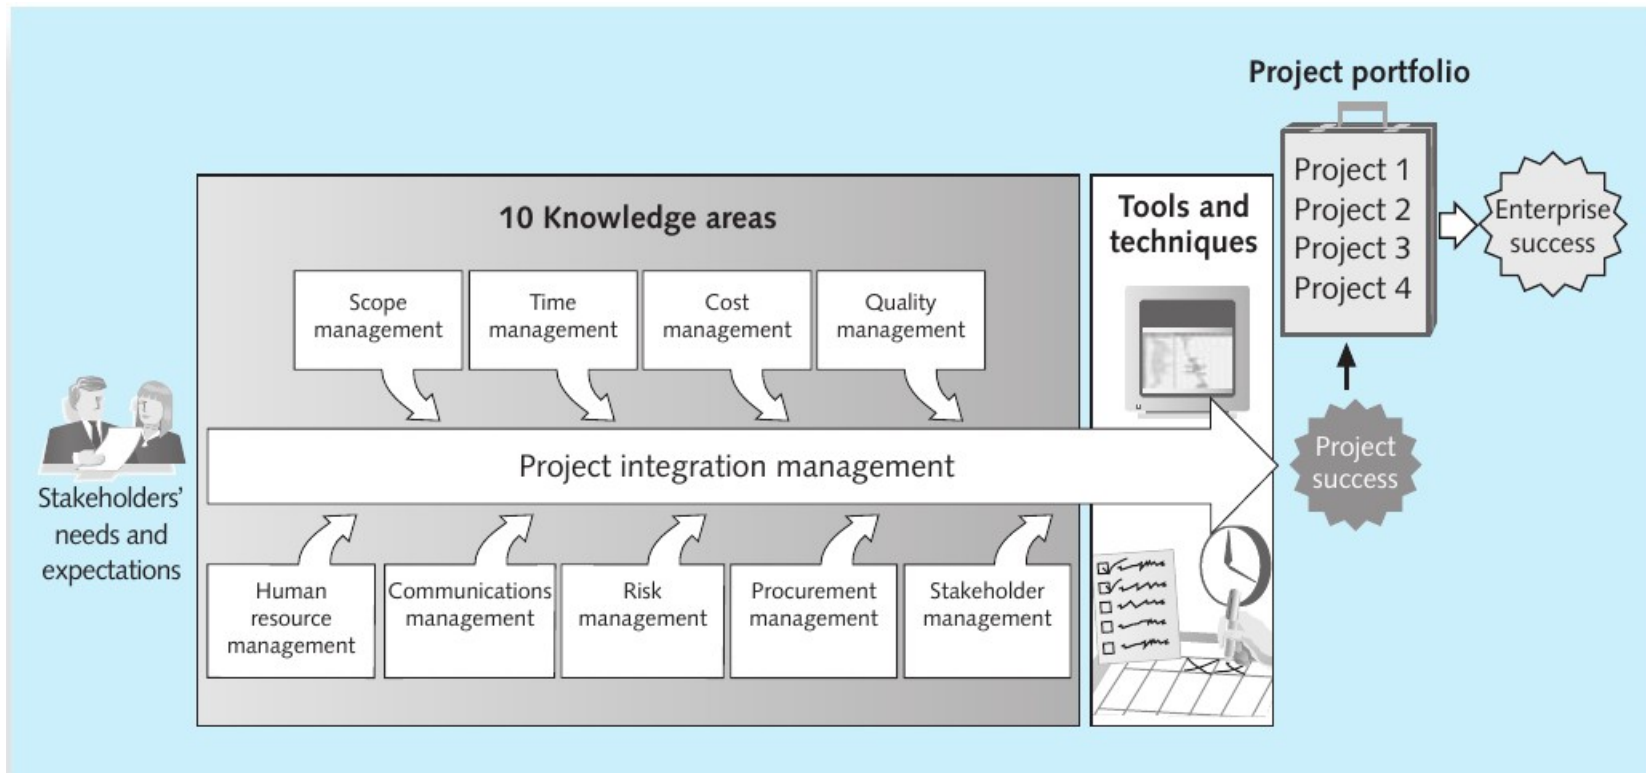 Project portfolio
Project 1
Project 2
Project 3
Project 4
Enterprise
success
10 Knowledge areas
Tools and
techniques
Scope
management
Time
management
Cost
management
Quality
management
Stakeholders'
needs and
expectations
Project integration management
Project
success
Human
resource
management
Communications
management
Risk
management
Procurement
management
Stakeholder
management